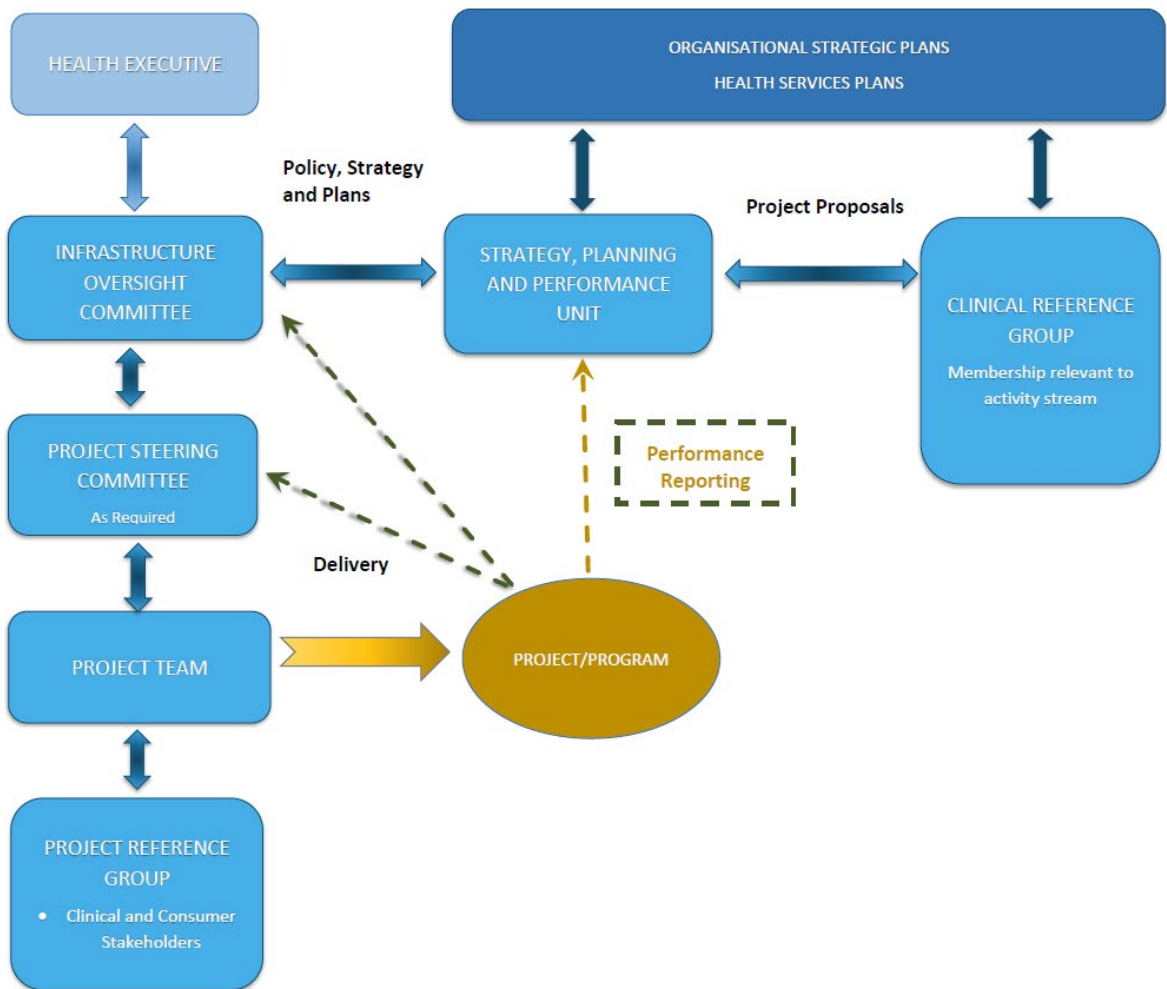 HEALTH EXECUTIVE
ORGANISATIONAL STRATEGIC PLANS
HEALTH SERVICES PLANS
Policy, Strategy
and Plans
Project Proposals
INFRASTRUCTURE
OVERSIGHT
COMMITTEE
STRATEGY, PLANNING
AND PERFORMANCE
UNIT
CLINICAL REFERENCE
GROUP
Membership relevant to
activity stream
PROJECT STEERING
COMMITTEE
As Required
Performance
Reporting
Delivery
PROJECT TEAM
PROJECT/PROGRAM
PROJECT REFERENCE
GROUP
• Clinical and Consumer
Stakeholders